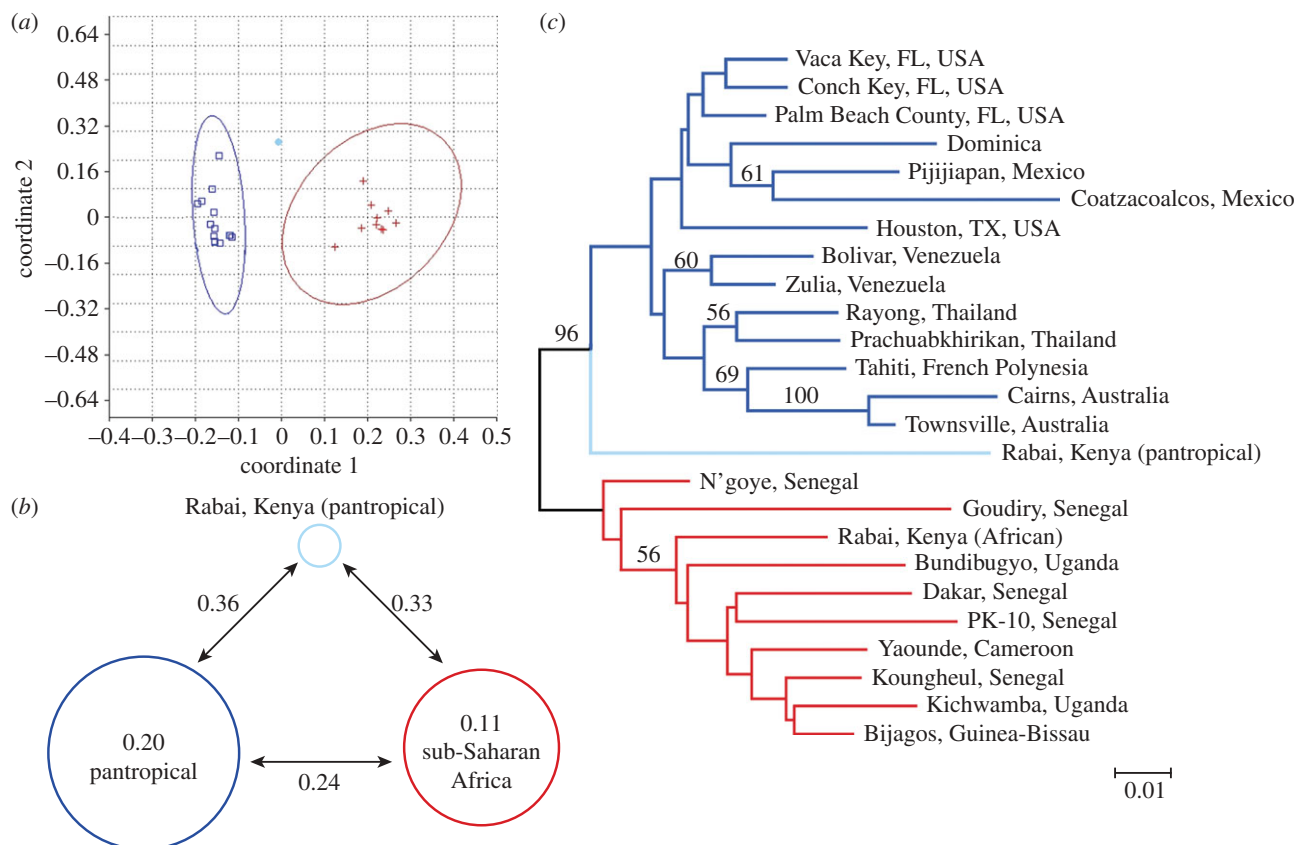 (a)
0.64
0.48
0.32
0.16
0
–0.16
–0.32
–0.48
–0.64
coordinate 2
–0.4 –0.3 –0.2 –0.1 0 0.1 0.2 0.3 0.4 0.5
coordinate 1
(b)
Rabai, Kenya (pantropical)
0.36
0.33
0.20
pantropical
0.11
sub-Saharan
Africa
0.24
(c)
Vaca Key, FL, USA
Conch Key, FL, USA
Palm Beach County, FL, USA
Dominica
61
Pijijiapan, Mexico
Coatzacoalcos, Mexico
Houston, TX, USA
60
Bolivar, Venezuela
Zulia, Venezuela
56
Rayong, Thailand
Prachuabkhirikan, Thailand
96
69
Tahiti, French Polynesia
100
Cairns, Australia
Townsville, Australia
Rabai, Kenya (pantropical)
N'goye, Senegal
Goudiry, Senegal
56
Rabai, Kenya (African)
Bundibugyo, Uganda
Dakar, Senegal
PK-10, Senegal
Yaounde, Cameroon
Koungheul, Senegal
Kichwamba, Uganda
Bijagos, Guinea-Bissau
0.01